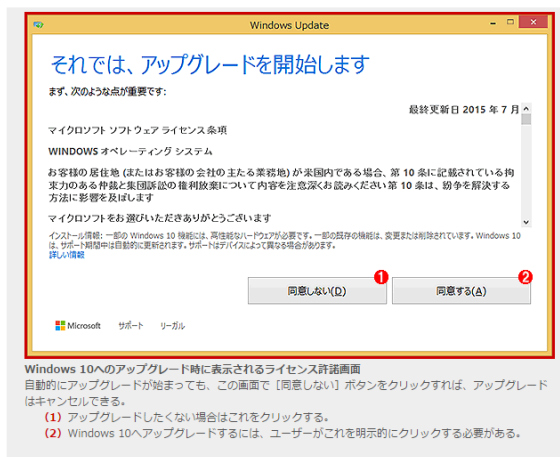 Windows Update
それでは、アップグレードを開始します
まず、次のような点が重要です:
最終更新日 2015 年 7 月
マイクロソフト ソフトウェア ライセンス条項
WINDOWS オペレーティング システム
お客様の居住地 (またはお客様の会社の主たる業務地) が米国内である場合、第 10 条に記載されている拘
束力のある仲裁と集団訴訟の権利放棄について内容を注意深くお読みください 第 10 条は、紛争を解決する
方法に影響を及ぼします
マイクロソフトをお選びいただきありがとうございます
インストール情報: 一部の Windows 10 機能には、高性能なハードウェアが必要です。一部の既存の機能は、変更または削除されています。Windows 10
は、サポート期間中は自動的に更新されます。サポートはデバイスによって異なる場合があります。
詳しい情報
1 2
同意しない(D) 同意する(A)
Microsoft サポート リーガル
Windows 10へのアップグレード時に表示されるライセンス許諾画面
自動的にアップグレードが始まっても、この画面で［同意しない］ボタンをクリックすれば、アップグレード
はキャンセルできる。
（1）アップグレードしたくない場合はこれをクリックする。
（2）Windows 10へアップグレードするには、ユーザーがこれを明示的にクリックする必要がある。